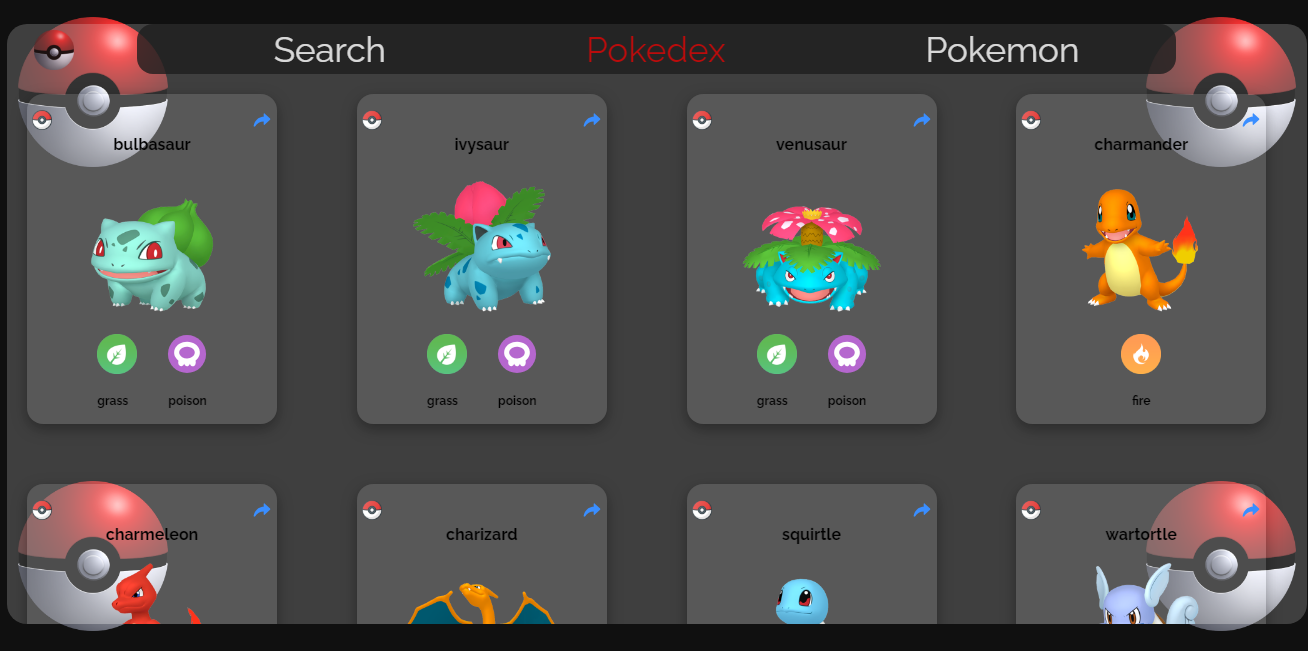 Search Pokedex Pokemon
bulbasaur ivysaur venusaur charmander
grass poison grass poison grass poison fire
charmeleon charizard squirtle wartortle